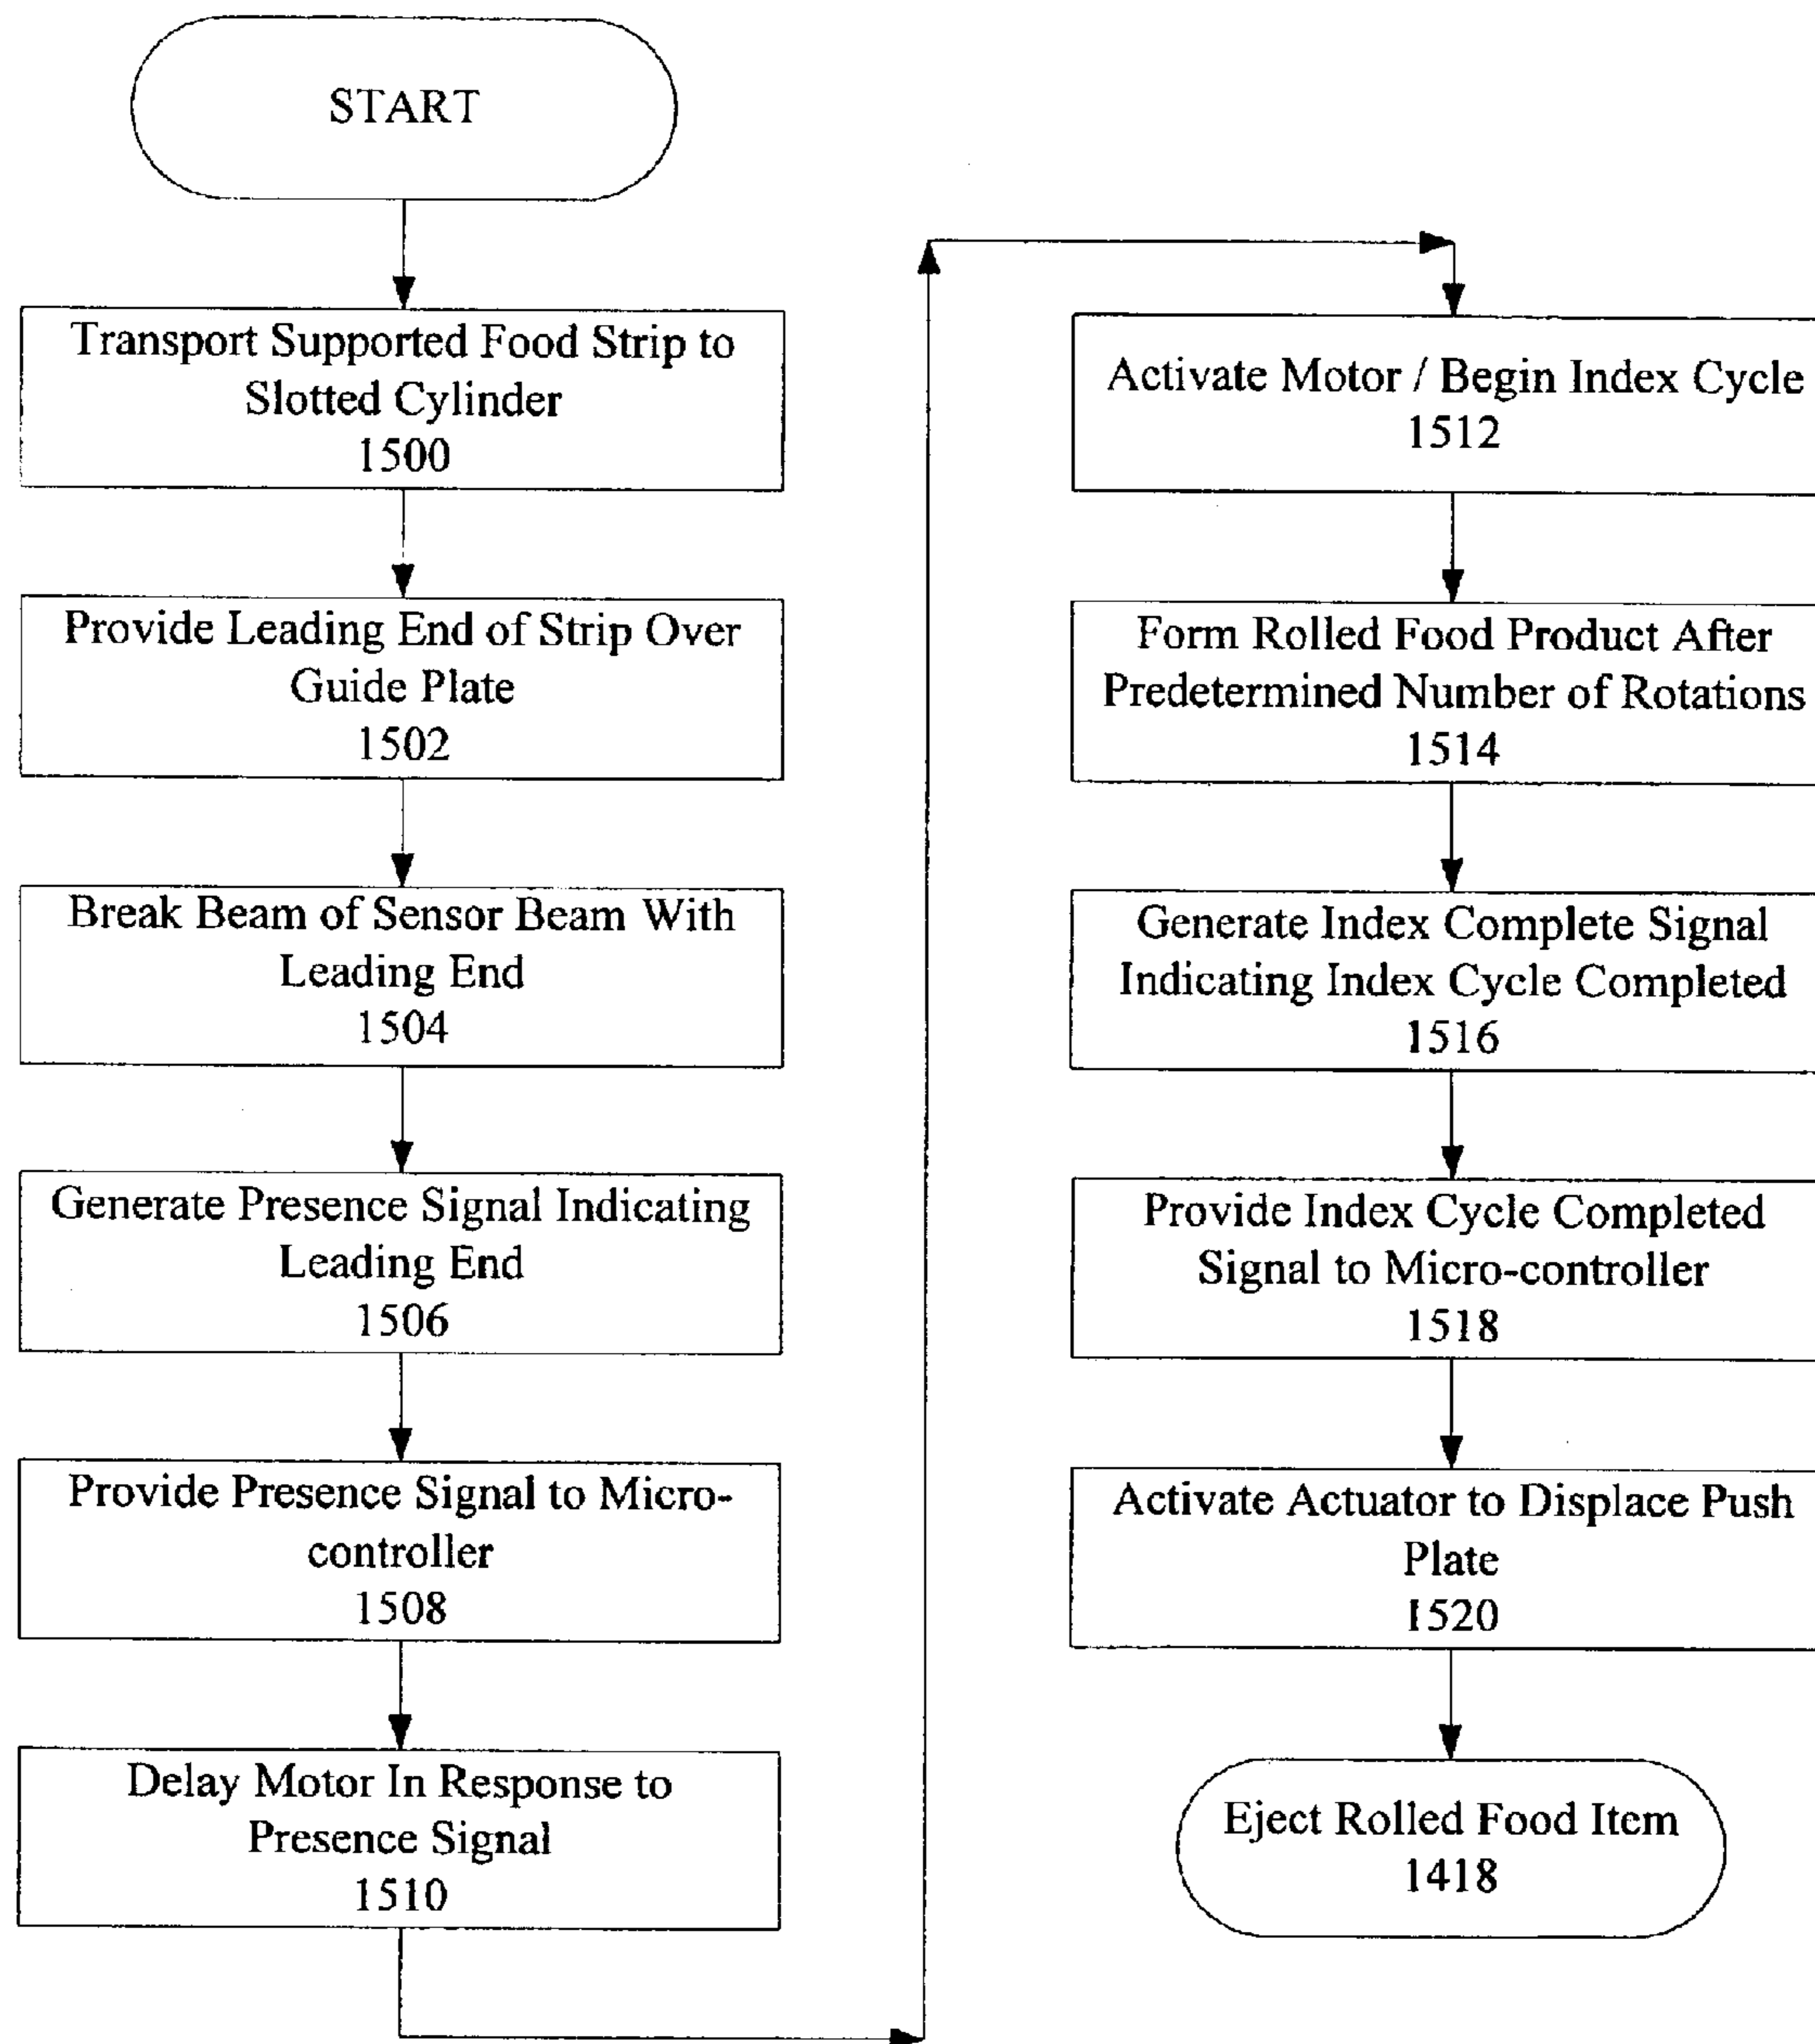 START
Transport Supported Food Strip to
Slotted Cylinder
1500
Provide Leading End of Strip Over
Guide Plate
1502
Break Beam of Sensor Beam With
Leading End
1504
Generate Presence Signal Indicating
Leading End
1506
Provide Presence Signal to Micro-
controller
1508
Delay Motor In Response to
Presence Signal
1510
Activate Motor / Begin Index Cycle
1512
Form Rolled Food Product After
Predetermined Number of Rotations
1514
Generate Index Complete Signal
Indicating Index Cycle Completed
1516
Provide Index Cycle Completed
Signal to Micro-controller
1518
Activate Actuator to Displace Push
Plate
1520
Eject Rolled Food Item
1418